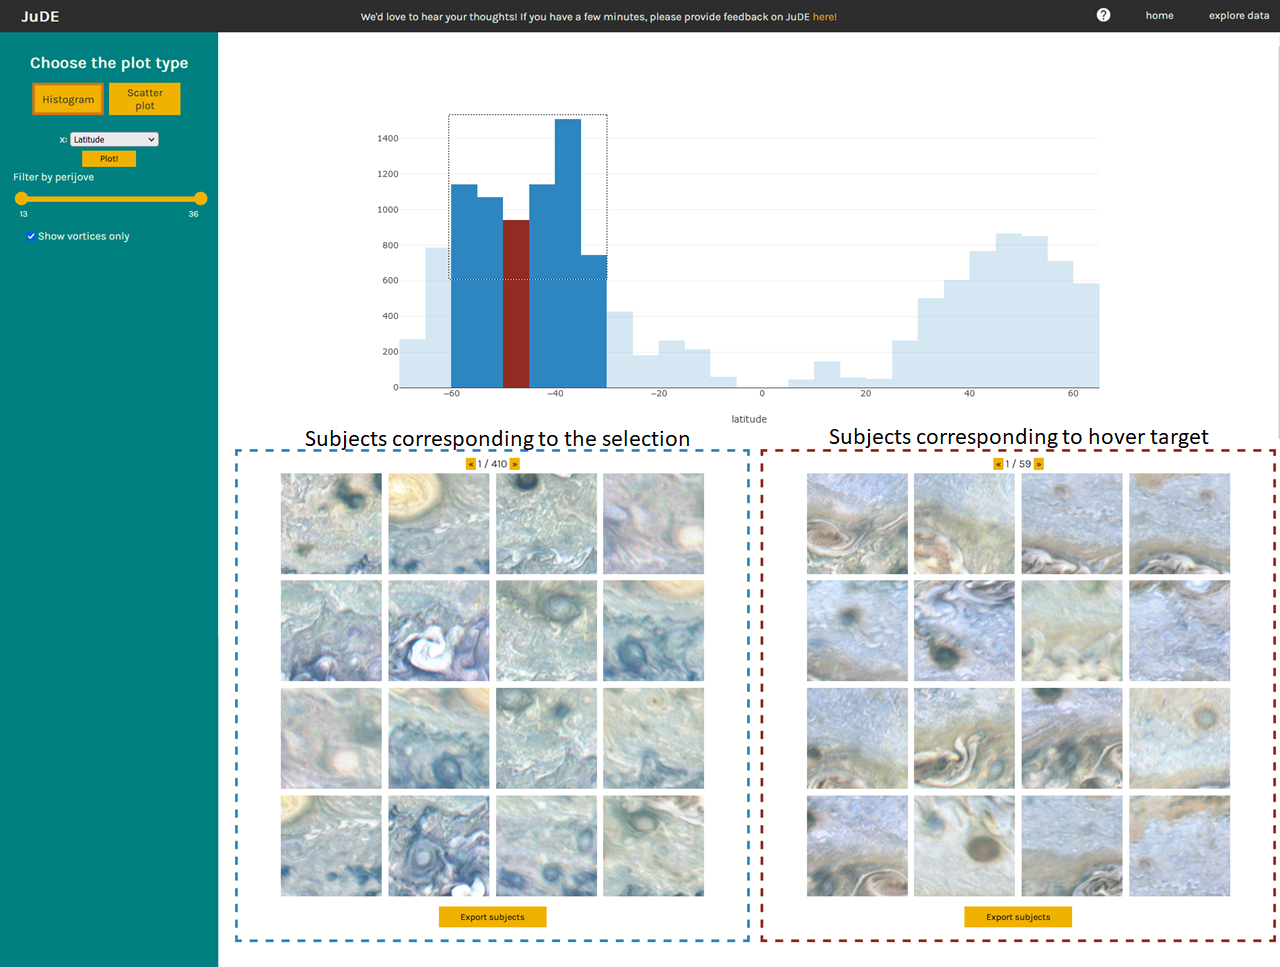 JuDE
We'd love to hear your thoughts! If you have a few minutes, please provide feedback on JuDE here!
? home explore data
Choose the plot type
Histogram
Scatter
plot
x: Latitude
Plot!
Filter by perijove
13 36
Show vortices only
1400
1200
1000
800
600
400
200
0
−60 −40 −20 0 20 40 60
latitude
Subjects corresponding to the selection
« 1 / 410 »
Export subjects
Subjects corresponding to hover target
« 1 / 59 »
Export subjects